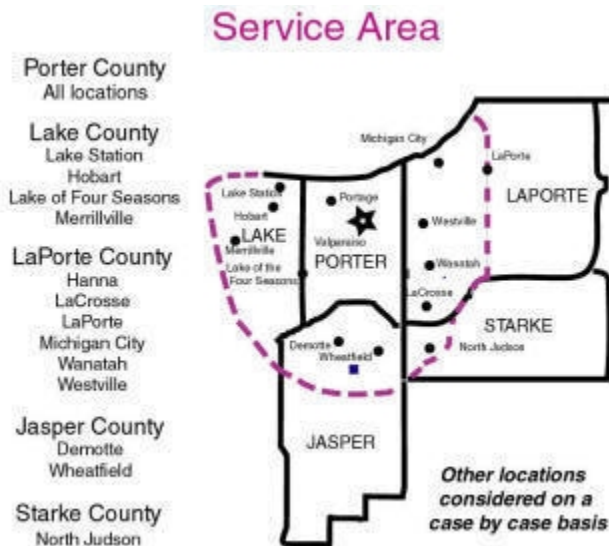 Service Area
Porter County
All locations
Lake County
Lake Station
Hobart
Lake of Four Seasons
Merrillville
LaPorte County
Hanna
LaCrosse
LaPorte
Michigan City
Wanatah
Westville
Jasper County
Demotte
Wheatfield
Starke County
North Judson
Michigan City
LaPorte
Lake Station
Portage
LAPORTE
Hobart
Westville
LAKE
Valparaiso
Merrillville
PORTER
Wanatah
Lake of the
Four Seasons
LaCrosse
STARKE
Demotte
Wheatfield
North Judson
JASPER
Other locations
considered on a
case by case basis